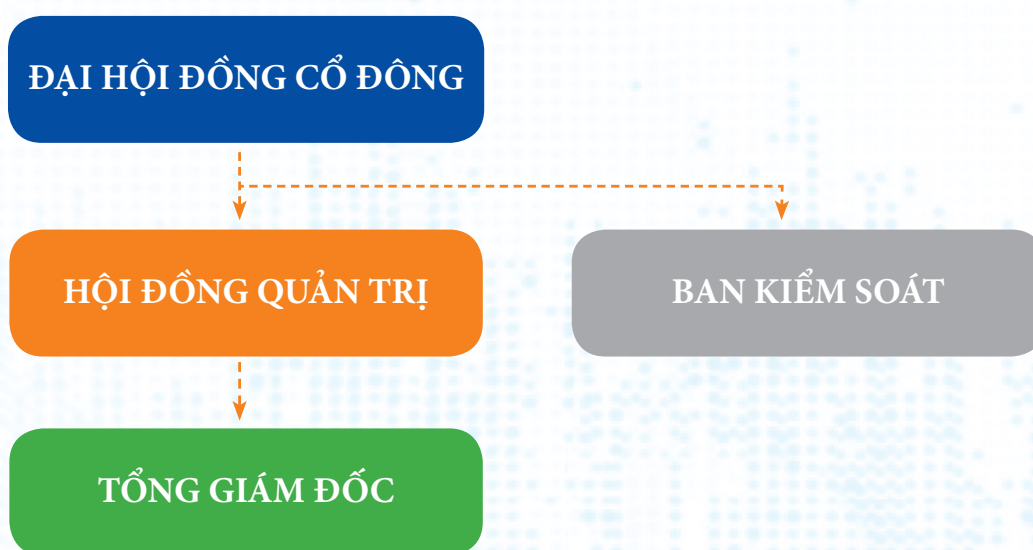 ĐẠI HỘI ĐỒNG CỔ ĐÔNG
HỘI ĐỒNG QUẢN TRỊ
BAN KIỂM SOÁT
TỔNG GIÁM ĐỐC